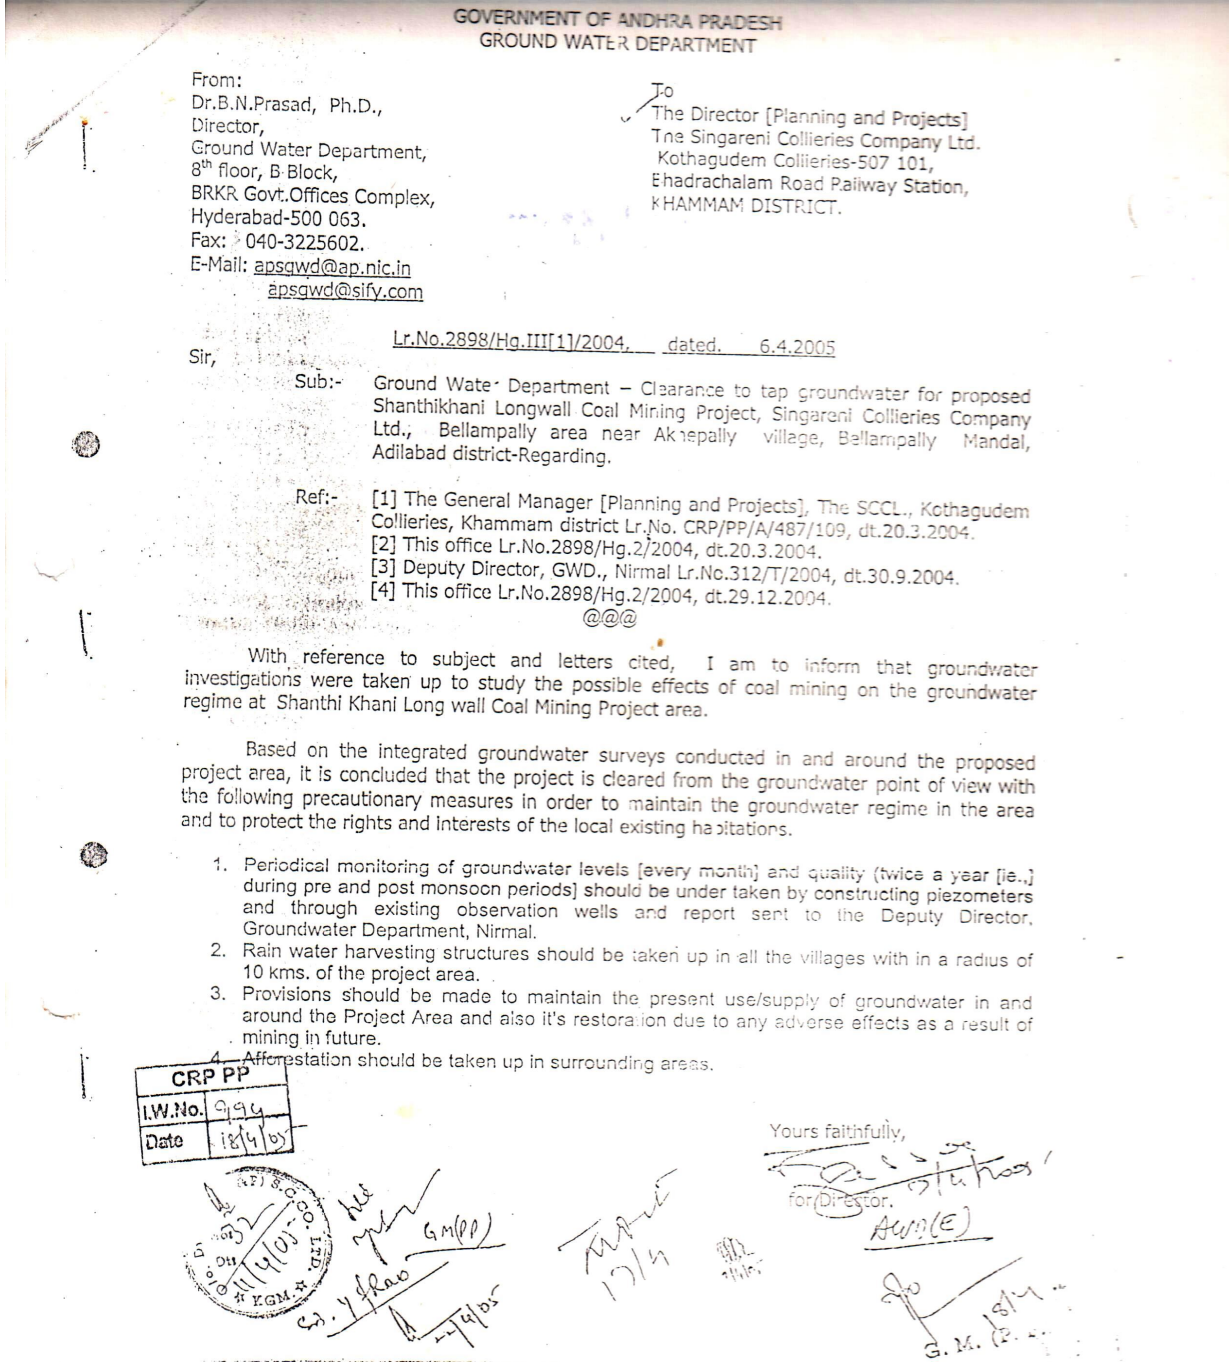 GOVERNMENT OF ANDHRA PRADESH
GROUND WATER DEPARTMENT
From:
Dr.B.N.Prasad, Ph.D.,
Director,
Ground Water Department,
8th floor, B Block,
BRKR Govt.Offices Complex,
Hyderabad-500 063.
Fax: 040-3225602.
E-Mail: apsgwd@ap.nic.in
apsgwd@sify.com
To
The Director [Planning and Projects]
The Singareni Collieries Company Ltd.
Kothagudem Collieries-507 101,
Bhadrachalam Road Railway Station,
KHAMMAM DISTRICT.
Lr.No.2898/Hg.III[1]/2004, dated. 6.4.2005
Sir,
Sub:- Ground Water Department – Clearance to tap groundwater for proposed
Shanthikhani Longwall Coal Mining Project, Singareni Collieries Company
Ltd., Bellampally area near Aknepally village, Bellampally Mandal,
Adilabad district-Regarding.
Ref:- [1] The General Manager [Planning and Projects], The SCCL., Kothagudem
Collieries, Khammam district Lr.No. CRP/PP/A/487/109, dt.20.3.2004.
[2] This office Lr.No.2898/Hg.2/2004, dt.20.3.2004.
[3] Deputy Director, GWD., Nirmal Lr.No.312/T/2004, dt.30.9.2004.
[4] This office Lr.No.2898/Hg.2/2004, dt.29.12.2004.
@@@
With reference to subject and letters cited, I am to inform that groundwater
investigations were taken up to study the possible effects of coal mining on the groundwater
regime at Shanthi Khani Long wall Coal Mining Project area.
Based on the integrated groundwater surveys conducted in and around the proposed
project area, it is concluded that the project is cleared from the groundwater point of view with
the following precautionary measures in order to maintain the groundwater regime in the area
and to protect the rights and interests of the local existing habitations.
1. Periodical monitoring of groundwater levels [every month] and quality (twice a year [ie.,]
during pre and post monsoon periods] should be under taken by constructing piezometers
and through existing observation wells and report sent to the Deputy Director,
Groundwater Department, Nirmal.
2. Rain water harvesting structures should be taken up in all the villages with in a radius of
10 kms. of the project area.
3. Provisions should be made to maintain the present use/supply of groundwater in and
around the Project Area and also it's restoration due to any adverse effects as a result of
mining in future.
4. Afforestation should be taken up in surrounding areas.
CRP PP
I.W.No. 994
Date 18/4/05
Yours faithfully,
for Director.
GM(PP)
17/4
S.C.CO. LTD.
11/4/05
KGM.
22/4/05
18/4
G. M. (P.